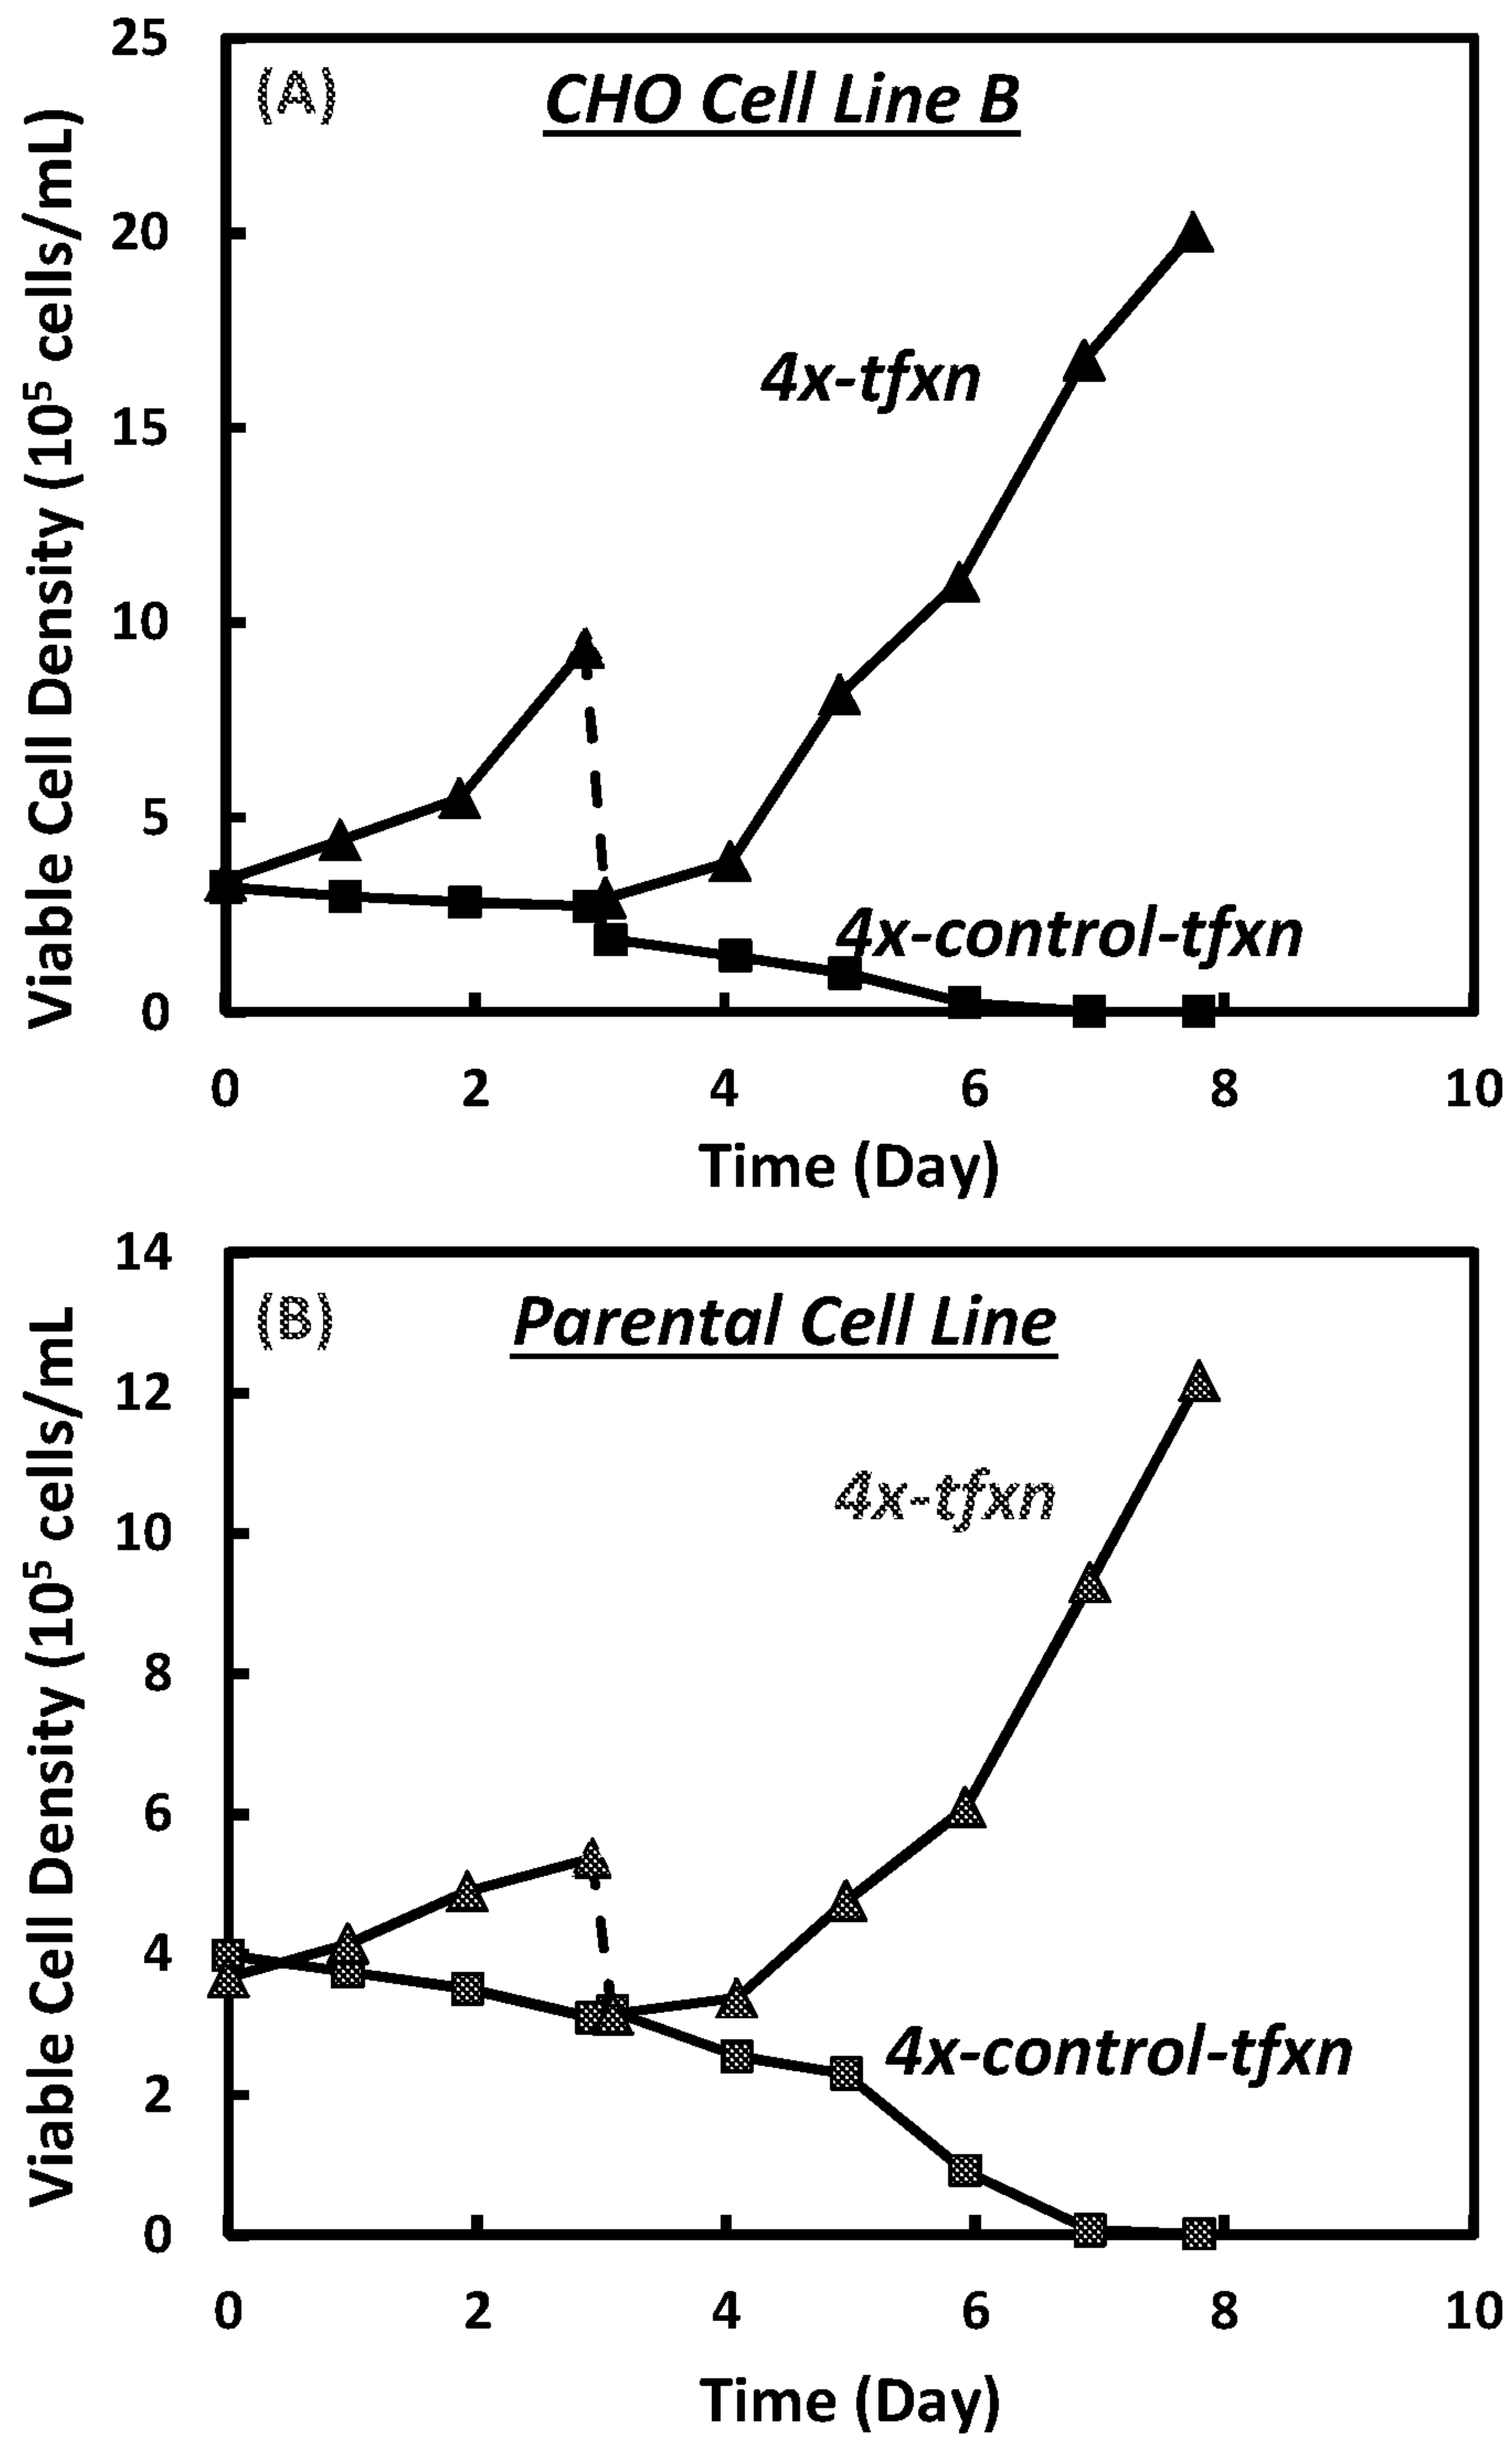 (A) CHO Cell Line B
Viable Cell Density (10⁵ cells/mL)
25
20
15
10
5
0
4x-tfxn
4x-control-tfxn
0 2 4 6 8 10
Time (Day)
(B) Parental Cell Line
Viable Cell Density (10⁵ cells/mL
14
12
10
8
6
4
2
0
4x-tfxn
4x-control-tfxn
0 2 4 6 8 10
Time (Day)